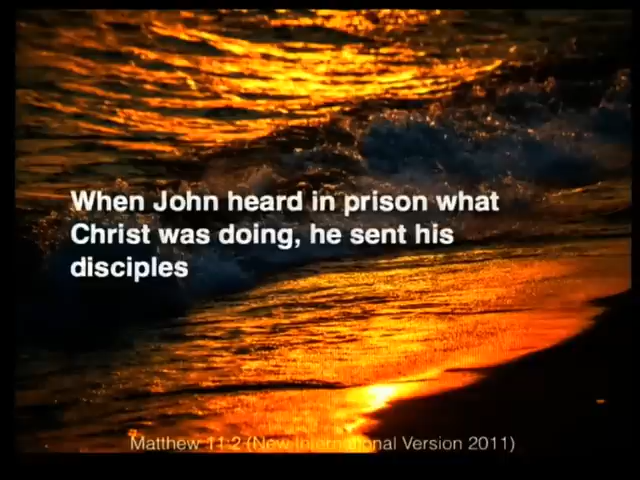 When John heard in prison what
Christ was doing, he sent his
disciples
Matthew 11:2 (New International Version 2011)